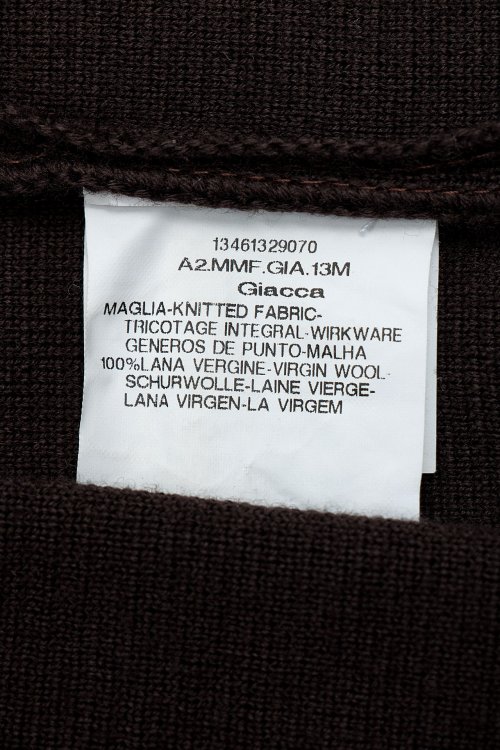 13461329070
A2.MMF.GIA.13M
Giacca
MAGLIA-KNITTED FABRIC-
TRICOTAGE INTEGRAL-WIRKWARE
GENEROS DE PUNTO-MALHA
100%LANA VERGINE-VIRGIN WOOL-
SCHURWOLLE-LAINE VIERGE-
LANA VIRGEN-LA VIRGEM